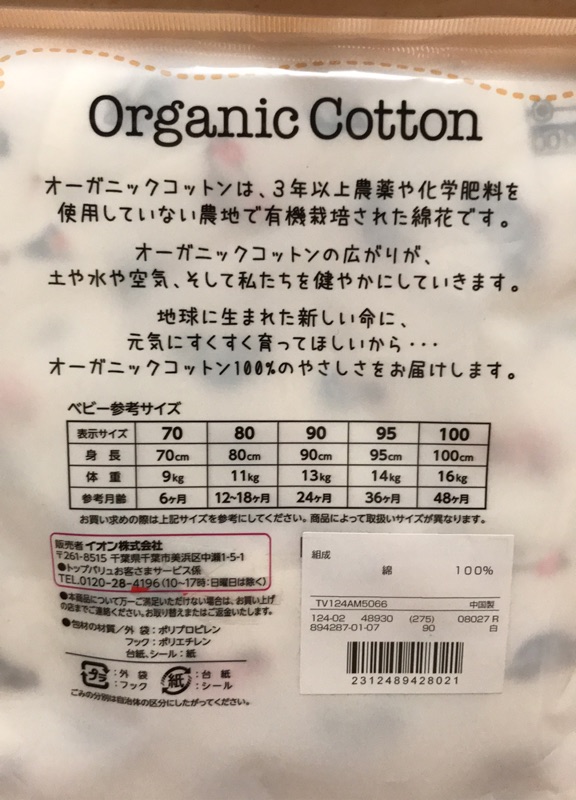 Organic Cotton
オーガニックコットンは、3年以上農薬や化学肥料を
使用していない農地で有機栽培された綿花です。
オーガニックコットンの広がりが、
土や水や空気、そして私たちを健やかにしていきます。
地球に生まれた新しい命に、
元気にすくすく育ってほしいから・・・
オーガニックコットン100%のやさしさをお届けします。
ベビー参考サイズ
表示サイズ 70 80 90 95 100
身長 70cm 80cm 90cm 95cm 100cm
体重 9kg 11kg 13kg 14kg 16kg
参考月齢 6ヶ月 12~18ヶ月 24ヶ月 36ヶ月 48ヶ月
お買い求めの際は上記サイズを参考にしてください。商品によって取扱いサイズが異なります。
販売者 イオン株式会社
〒261-8515 千葉県千葉市美浜区中瀬1-5-1
●トップバリュお客さまサービス係
TEL.0120-28-4196(10~17時:日曜日は除く)
●本商品について万一ご満足いただけない場合は、お買い上げ
の店までご連絡ください。お取り替えまたはご返金いたします。
●包材の材質/外袋:ポリプロピレン
フック:ポリエチレン
台紙、シール:紙
プラ :外袋 :フック 紙 :台紙 :シール
ごみの分別は自治体の区分にしたがってください。
組成
綿 100%
TV124AM5066 中国製
124-02 48930 (275) 08027 R
894287-01-07 90 白
2312489428021